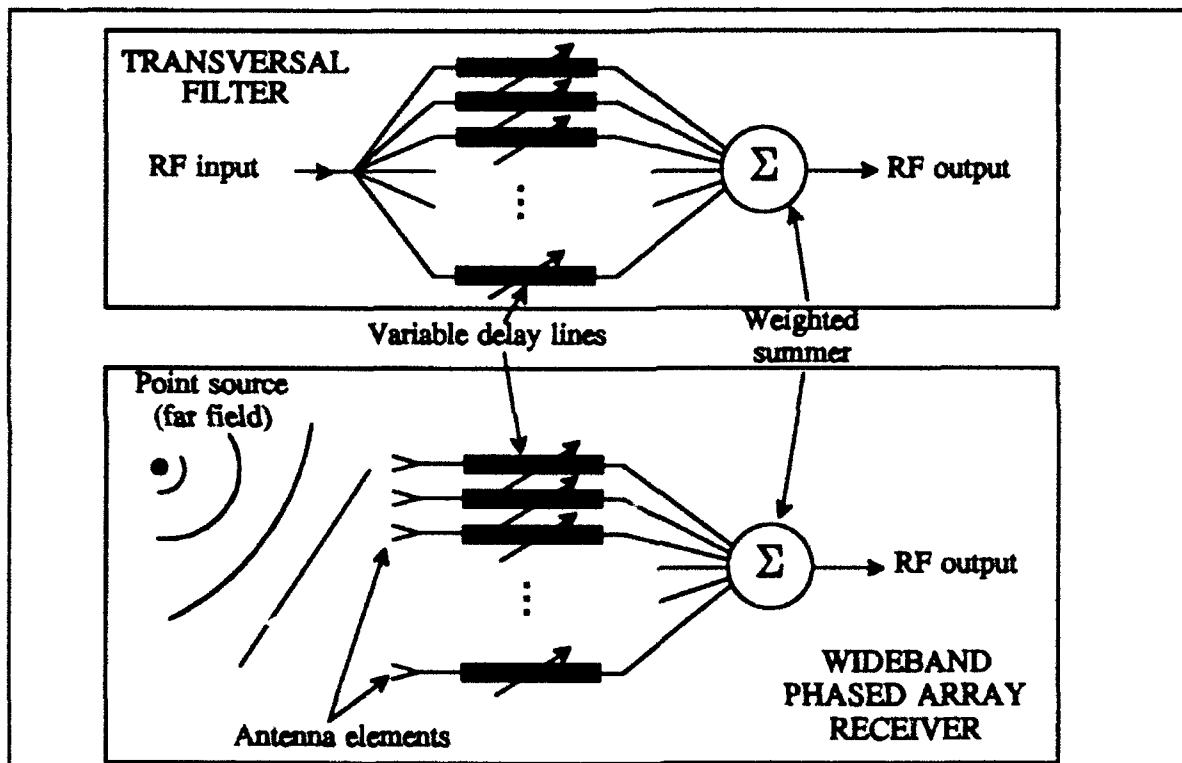 TRANSVERSAL
FILTER
RF input
Σ
RF output
Variable delay lines
Weighted
summer
Point source
(far field)
Σ
RF output
Antenna elements
WIDEBAND
PHASED ARRAY
RECEIVER